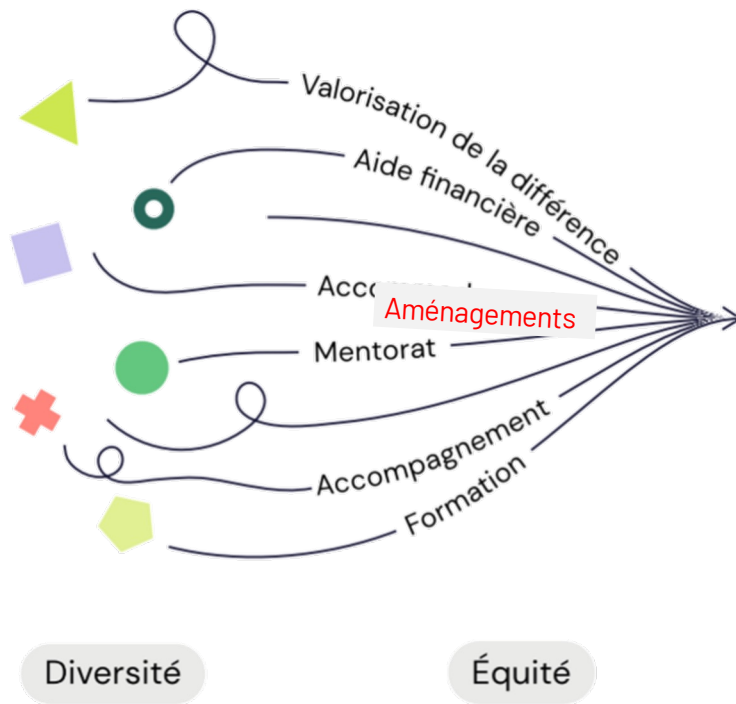 Valorisation de la différence
Aide financière
Aménagements
Mentorat
Accompagnement
Formation
Diversité
Équité